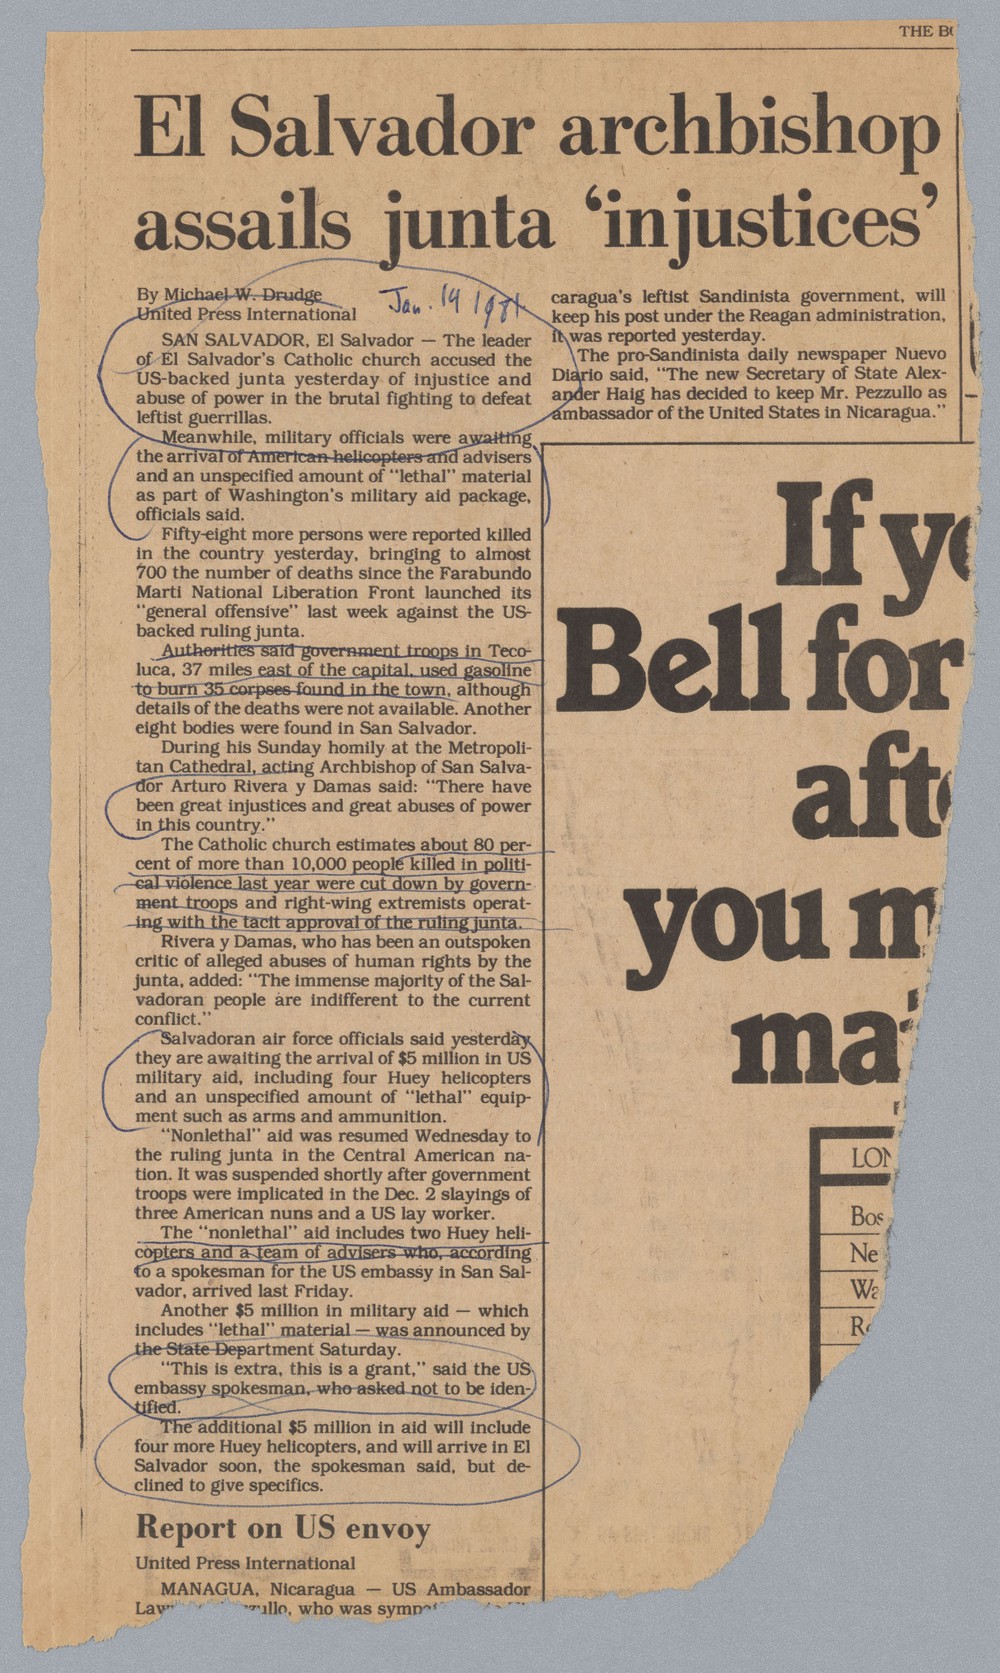 THE B
El Salvador archbishop
assails junta ‘injustices’
By Michael W. Drudge
United Press International
Jan. 19 1981
SAN SALVADOR, El Salvador — The leader
of El Salvador's Catholic church accused the
US-backed junta yesterday of injustice and
abuse of power in the brutal fighting to defeat
leftist guerrillas.
Meanwhile, military officials were awaiting
the arrival of American helicopters and advisers
and an unspecified amount of "lethal" material
as part of Washington's military aid package,
officials said.
Fifty-eight more persons were reported killed
in the country yesterday, bringing to almost
700 the number of deaths since the Farabundo
Marti National Liberation Front launched its
"general offensive" last week against the US-
backed ruling junta.
Authorities said government troops in Teco-
luca, 37 miles east of the capital, used gasoline
to burn 35 corpses found in the town, although
details of the deaths were not available. Another
eight bodies were found in San Salvador.
During his Sunday homily at the Metropoli-
tan Cathedral, acting Archbishop of San Salva-
dor Arturo Rivera y Damas said: "There have
been great injustices and great abuses of power
in this country."
The Catholic church estimates about 80 per-
cent of more than 10,000 people killed in politi-
cal violence last year were cut down by govern-
ment troops and right-wing extremists operat-
ing with the tacit approval of the ruling junta.
Rivera y Damas, who has been an outspoken
critic of alleged abuses of human rights by the
junta, added: "The immense majority of the Sal-
vadoran people are indifferent to the current
conflict."
Salvadoran air force officials said yesterday
they are awaiting the arrival of $5 million in US
military aid, including four Huey helicopters
and an unspecified amount of "lethal" equip-
ment such as arms and ammunition.
"Nonlethal" aid was resumed Wednesday to
the ruling junta in the Central American na-
tion. It was suspended shortly after government
troops were implicated in the Dec. 2 slayings of
three American nuns and a US lay worker.
The "nonlethal" aid includes two Huey heli-
copters and a team of advisers who, according
to a spokesman for the US embassy in San Sal-
vador, arrived last Friday.
Another $5 million in military aid — which
includes "lethal" material — was announced by
the State Department Saturday.
"This is extra, this is a grant," said the US
embassy spokesman, who asked not to be iden-
tified.
The additional $5 million in aid will include
four more Huey helicopters, and will arrive in El
Salvador soon, the spokesman said, but de-
clined to give specifics.
Report on US envoy
United Press International
MANAGUA, Nicaragua — US Ambassador
who was
caragua's leftist Sandinista government, will
keep his post under the Reagan administration,
it was reported yesterday.
The pro-Sandinista daily newspaper Nuevo
Diario said, "The new Secretary of State Alex-
ander Haig has decided to keep Mr. Pezzullo as
ambassador of the United States in Nicaragua."
If yo
Bell for
afte
you m
ma
LON
Bos
Ne
Wa
R